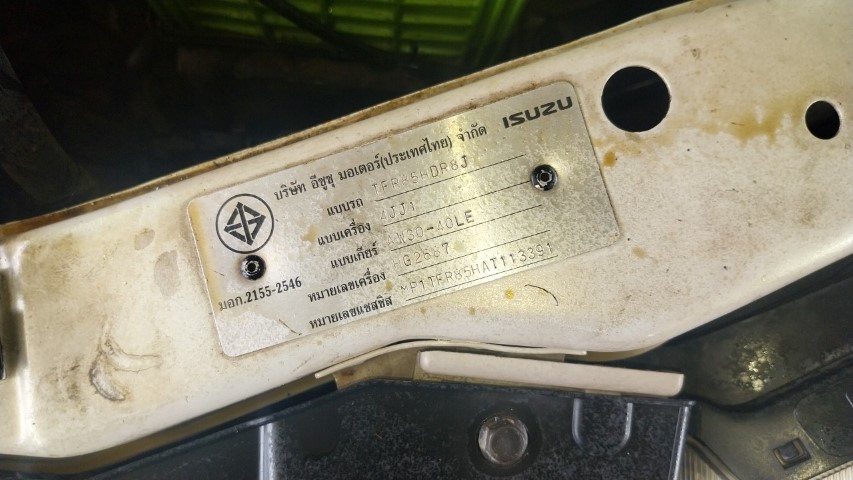 ISUZU
บริษัท อีซูซุ มอเตอร์(ประเทศไทย) จำกัด
แบบรถ TFR85HDR8J
แบบเครื่อง 4JJ1
แบบเกียร์ W30-40LE
หมายเลขเครื่อง
หมายเลขแชสซีส MP1TFR85HAT113391
มอก.2155-2546